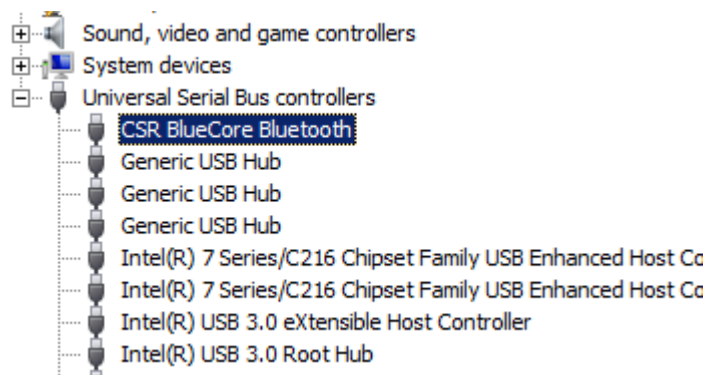 Sound, video and game controllers
System devices
Universal Serial Bus controllers
CSR BlueCore Bluetooth
Generic USB Hub
Generic USB Hub
Generic USB Hub
Intel(R) 7 Series/C216 Chipset Family USB Enhanced Host Co
Intel(R) 7 Series/C216 Chipset Family USB Enhanced Host Co
Intel(R) USB 3.0 eXtensible Host Controller
Intel(R) USB 3.0 Root Hub